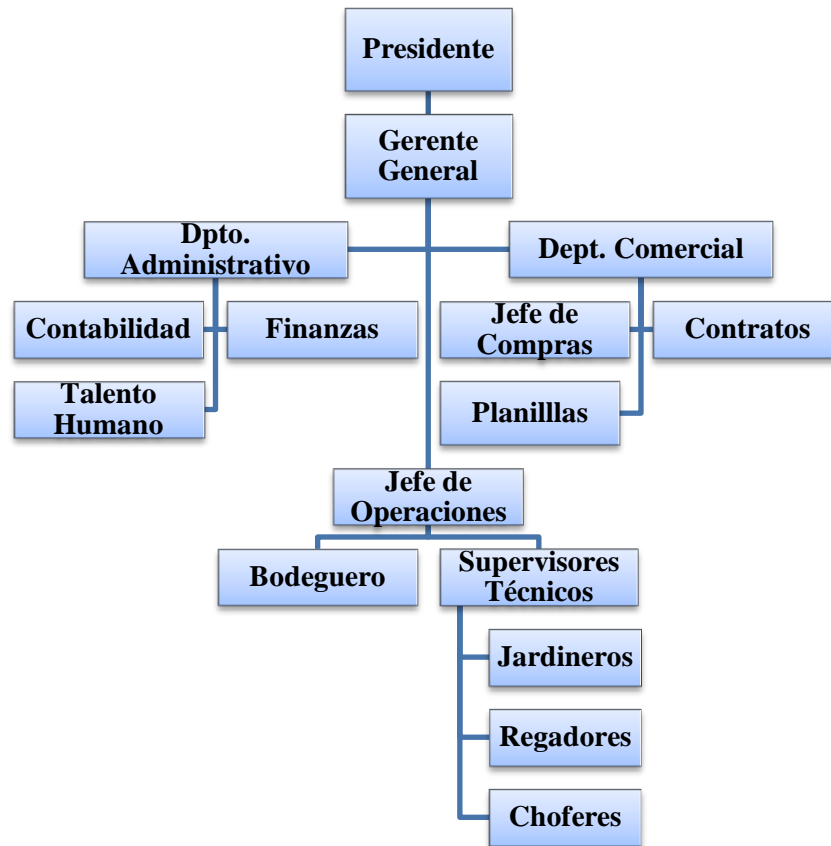 Presidente
Gerente
General
Dpto.
Administrativo
Dept. Comercial
Contabilidad
Finanzas
Talento
Humano
Jefe de
Compras
Contratos
Planilllas
Jefe de
Operaciones
Bodeguero
Supervisores
Técnicos
Jardineros
Regadores
Choferes